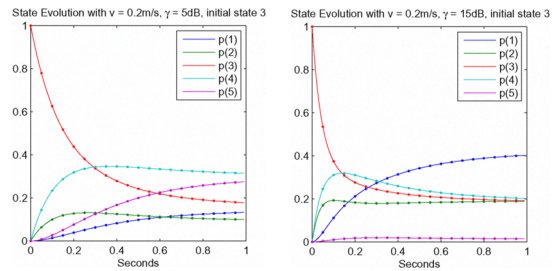 State Evolution with v = 0.2m/s, γ = 5dB, initial state 3
1
0.8
0.6
0.4
0.2
0
0 0.2 0.4 0.6 0.8 1
Seconds
p(1)
p(2)
p(3)
p(4)
p(5)
State Evolution with v = 0.2m/s, γ = 15dB, initial state 3
1
0.8
0.6
0.4
0.2
0
0 0.2 0.4 0.6 0.8 1
Seconds
p(1)
p(2)
p(3)
p(4)
p(5)